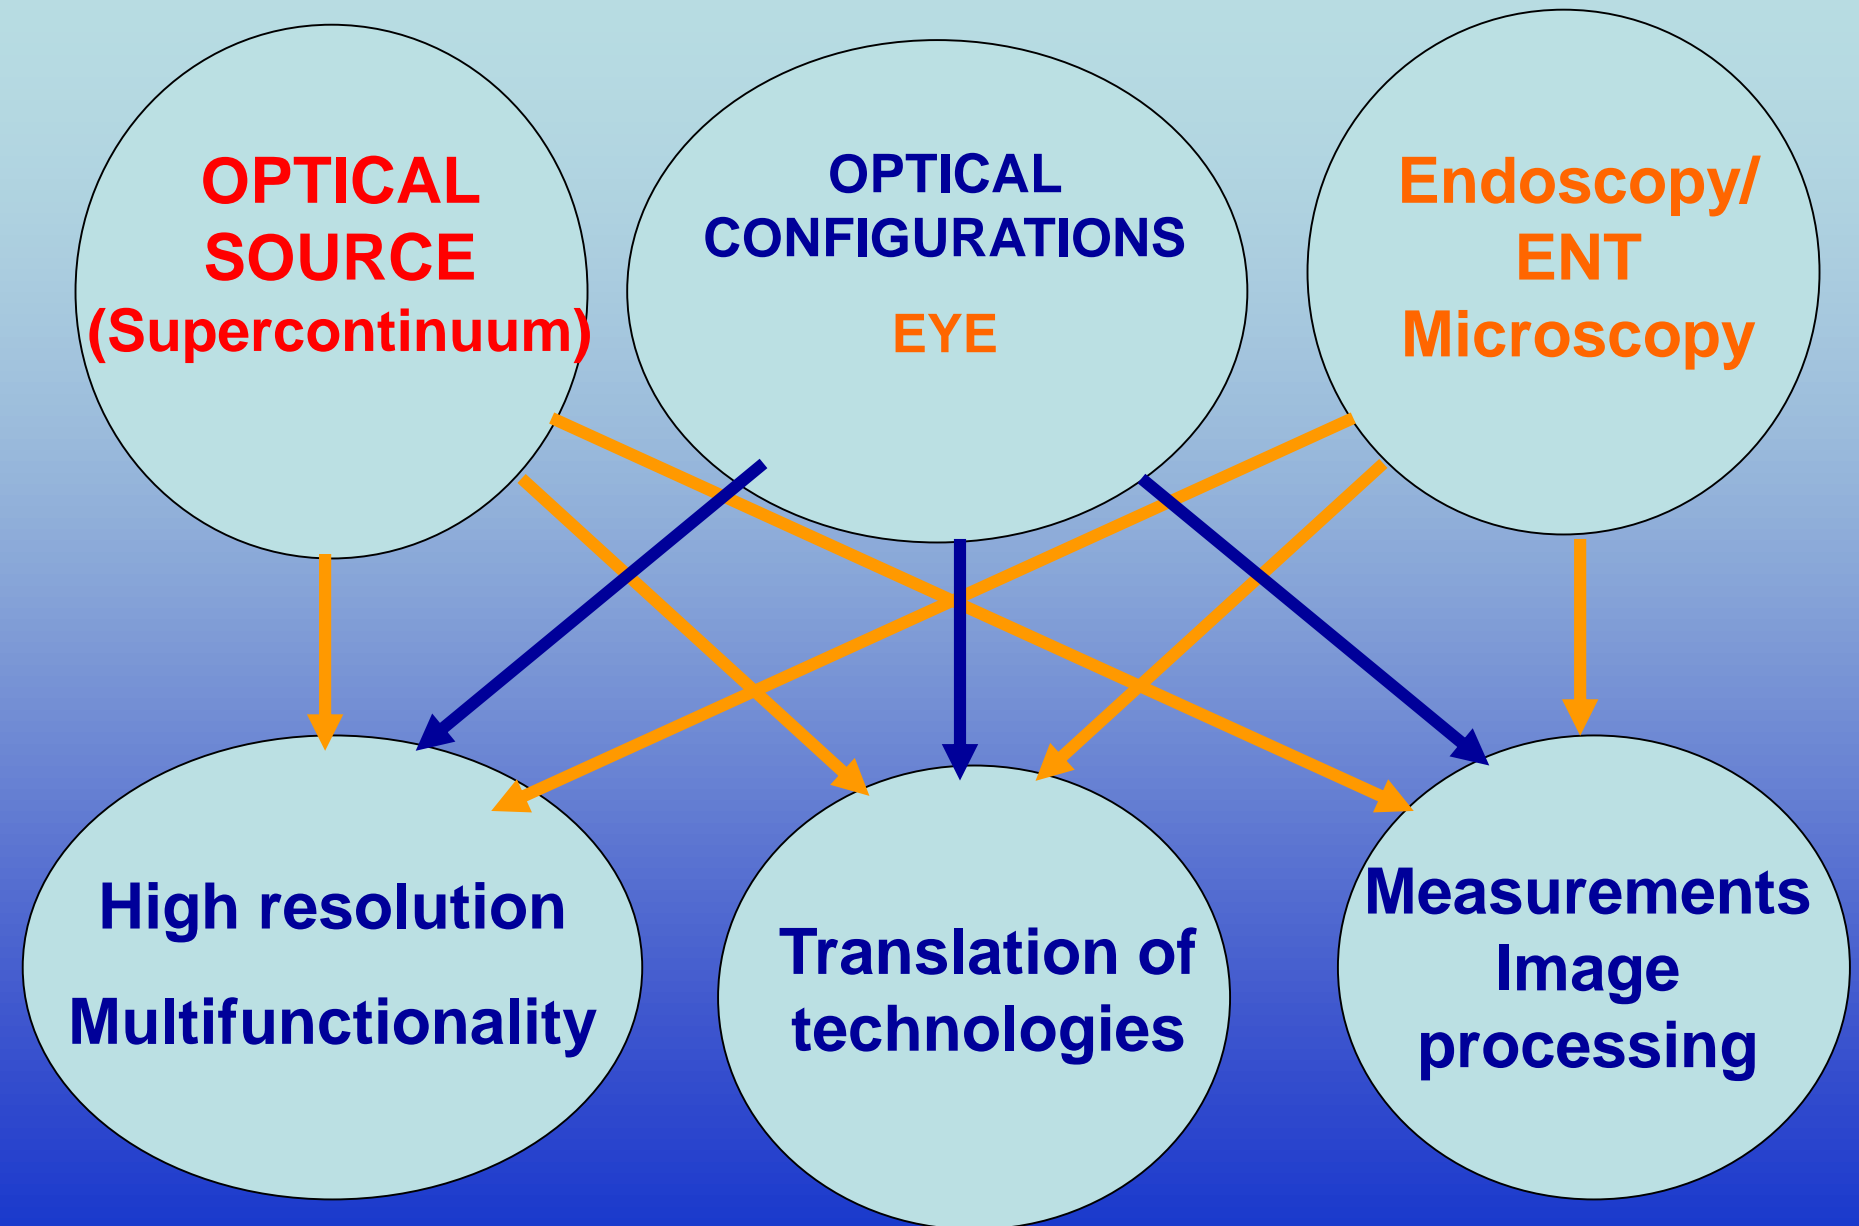 OPTICAL
SOURCE
(Supercontinuum)
OPTICAL
CONFIGURATIONS
EYE
Endoscopy/
ENT
Microscopy
High resolution
Multifunctionality
Translation of
technologies
Measurements
Image
processing